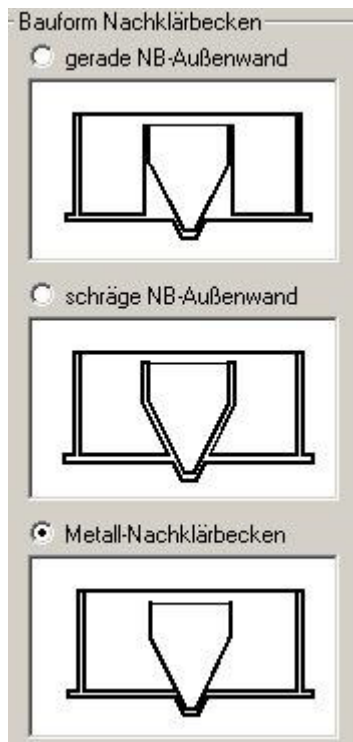 Bauform Nachklärbecken
gerade NB-Außenwand
schräge NB-Außenwand
Metall-Nachklärbecken